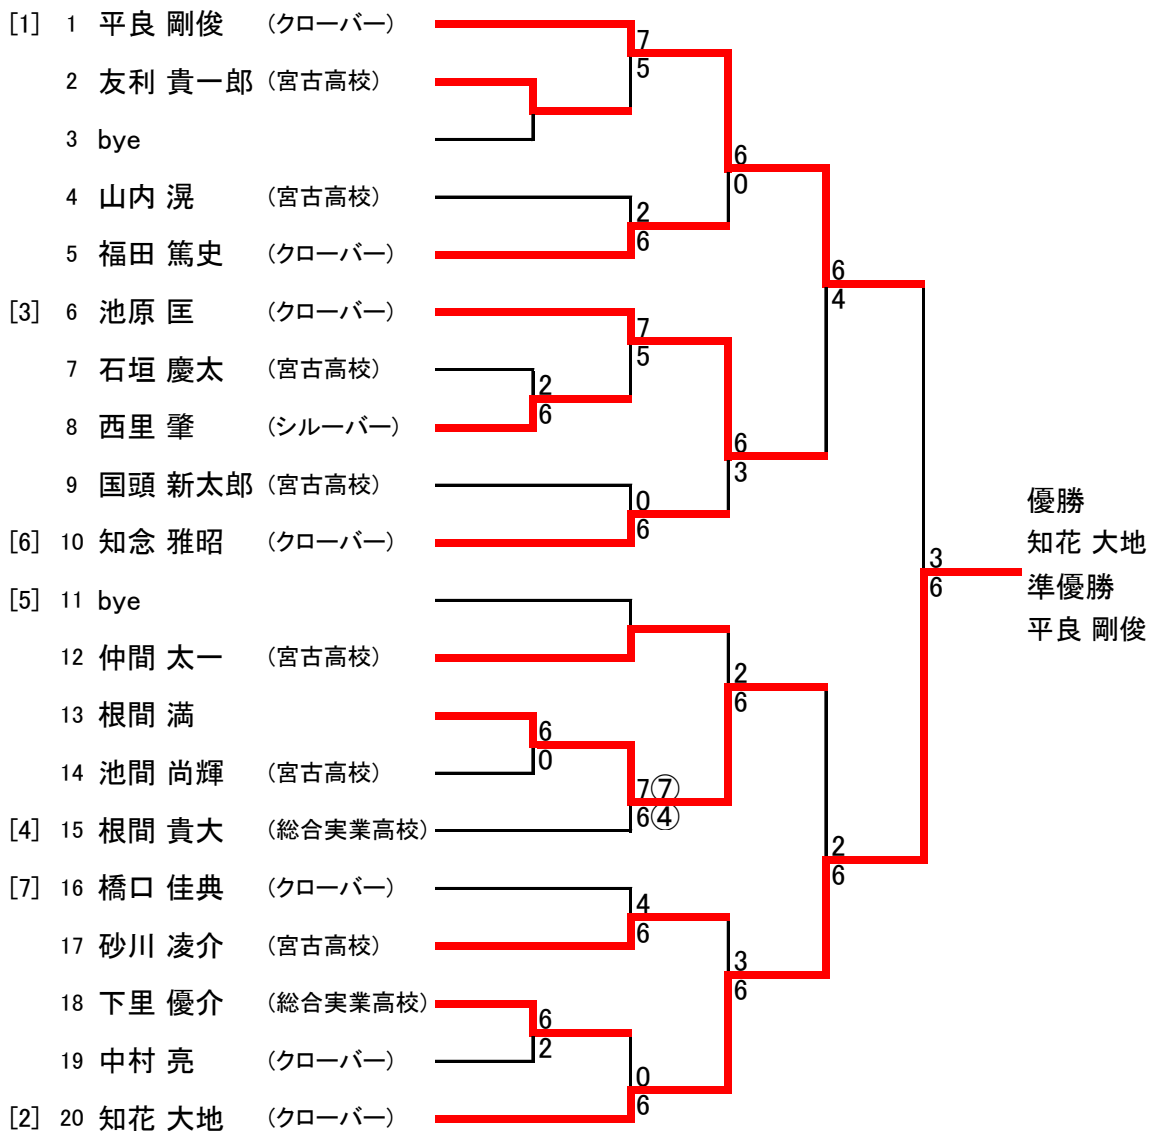 [1] 1 平良 剛俊 (クローバー)
2 友利 貴一郎 (宮古高校)
3 bye
4 山内 滉 (宮古高校)
5 福田 篤史 (クローバー)
[3] 6 池原 匡 (クローバー)
7 石垣 慶太 (宮古高校)
8 西里 肇 (シルーバー)
9 国頭 新太郎 (宮古高校)
[6] 10 知念 雅昭 (クローバー)
[5] 11 bye
12 仲間 太一 (宮古高校)
13 根間 満
14 池間 尚輝 (宮古高校)
[4] 15 根間 貴大 (総合実業高校)
[7] 16 橋口 佳典 (クローバー)
17 砂川 凌介 (宮古高校)
18 下里 優介 (総合実業高校)
19 中村 亮 (クローバー)
[2] 20 知花 大地 (クローバー)
2
6
6
0
6
2
7
5
2
6
7
5
0
6
7⑦
6④
4
6
0
6
6
0
6
3
2
6
3
6
6
4
2
6
3
6
優勝
知花 大地
準優勝
平良 剛俊